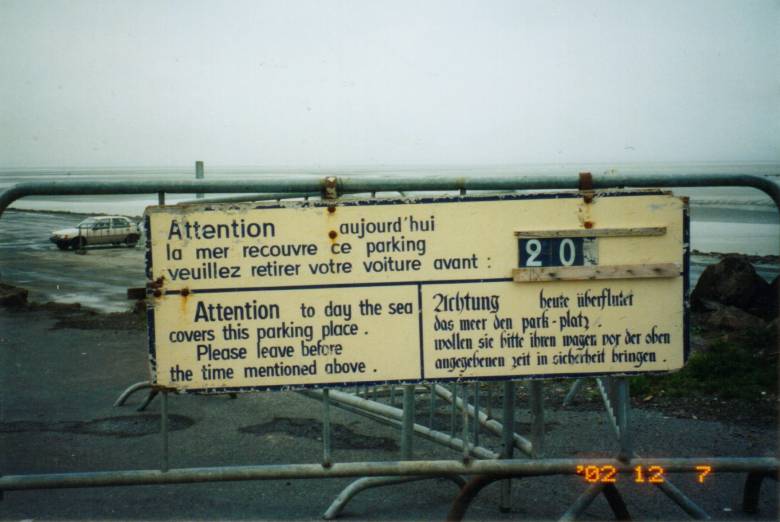 Attention aujourd'hui
la mer recouvre ce parking
veuillez retirer votre voiture avant : 20
Attention to day the sea
covers this parking place .
Please leave before
the time mentioned above .
Achtung heute überflutet
das meer den park-platz .
wollen sie bitte ihren wagen vor der oben
angegebenen zeit in sicherheit bringen .
'02 12 7